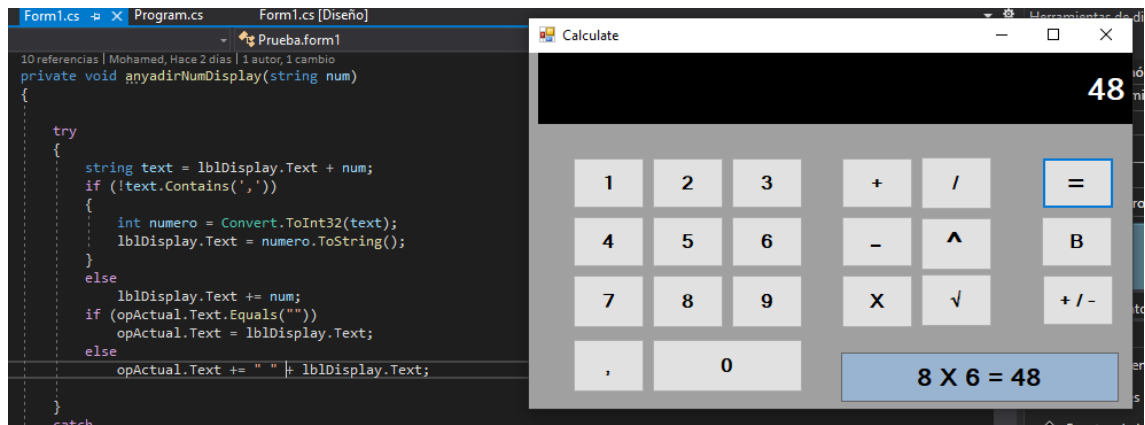 Form1.cs Program.cs Form1.cs [Diseño]
Herramientas de di
Prueba.form1
10 referencias | Mohamed, Hace 2 días | 1 autor, 1 cambio
private void anyadirNumDisplay(string num)
{
try
{
string text = lblDisplay.Text + num;
if (!text.Contains(','))
{
int numero = Convert.ToInt32(text);
lblDisplay.Text = numero.ToString();
}
else
lblDisplay.Text += num;
if (opActual.Text.Equals(""))
opActual.Text = lblDisplay.Text;
else
opActual.Text += " " + lblDisplay.Text;
}
catch
Calculate
48
1 2 3 + / =
4 5 6 - ^ B
7 8 9 X √ + / -
, 0
8 X 6 = 48